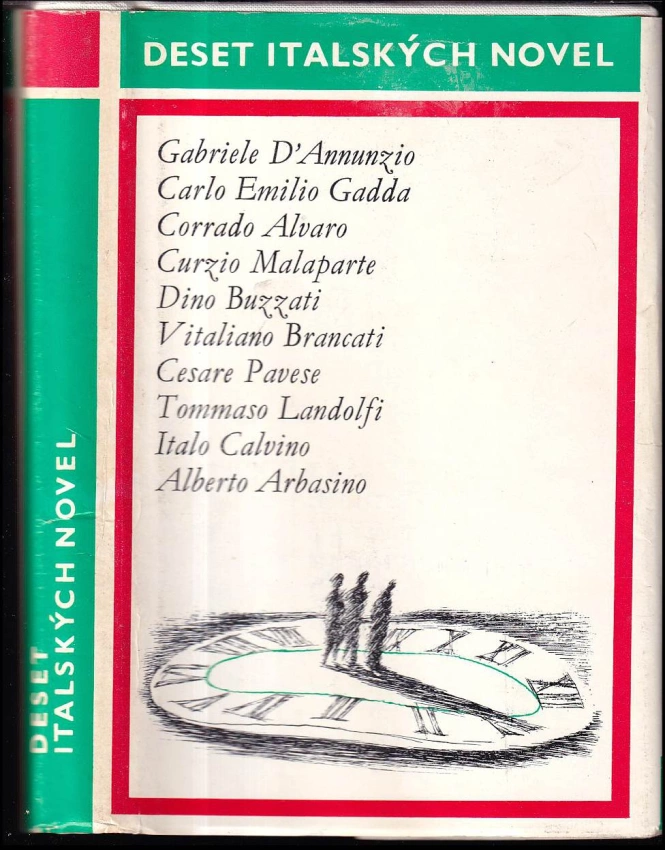 DESET ITALSKÝCH NOVEL
Gabriele D'Annunzio
Carlo Emilio Gadda
Corrado Alvaro
Curzio Malaparte
Dino Buzzati
Vitaliano Brancati
Cesare Pavese
Tommaso Landolfi
Italo Calvino
Alberto Arbasino
DESET
ITALSKÝCH NOVEL